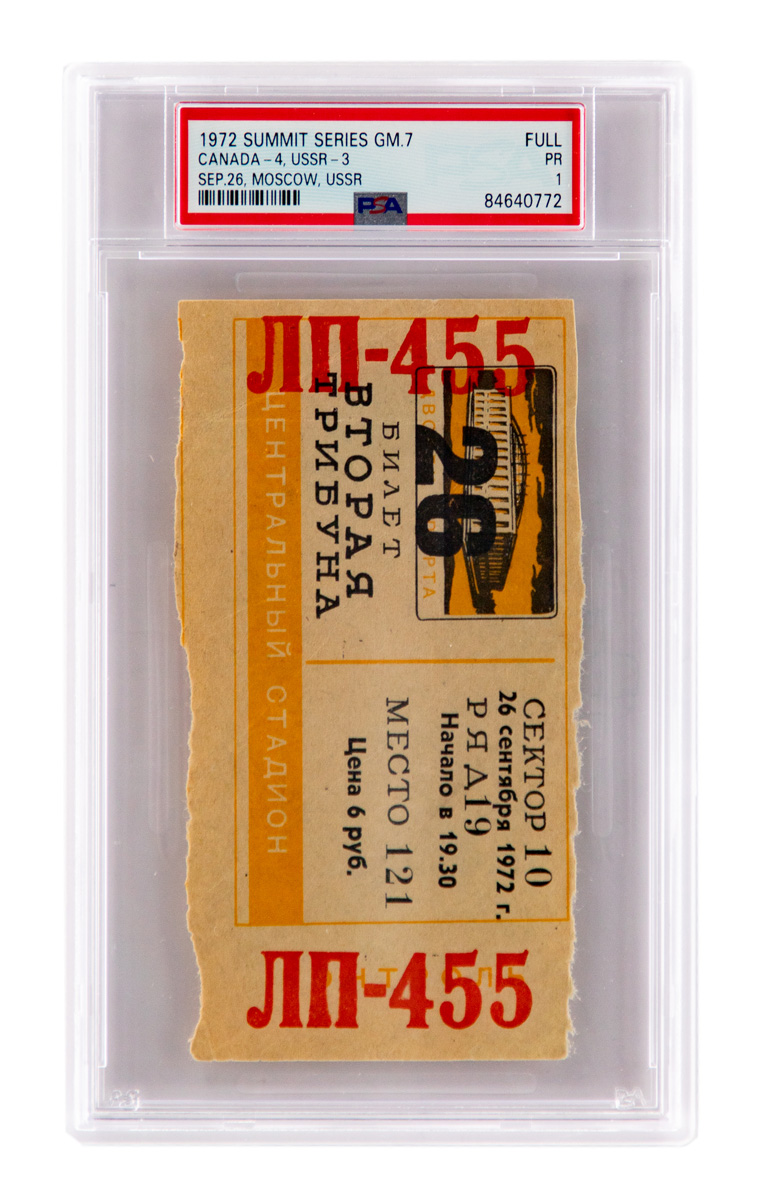 1972 SUMMIT SERIES GM.7
FULL
CANADA – 4, USSR – 3
PR
SEP.26, MOSCOW, USSR
1
PSA
84640772
ЛП-455
26
БИЛЕТ
ВТОРАЯ
ТРИБУНА
ЦЕНТРАЛЬНЫЙ СТАДИОН
СЕКТОР 10
26 сентября 1972 г.
РЯД 19
Начало в 19.30
МЕСТО 121
Цена 6 руб.
ЛП-455